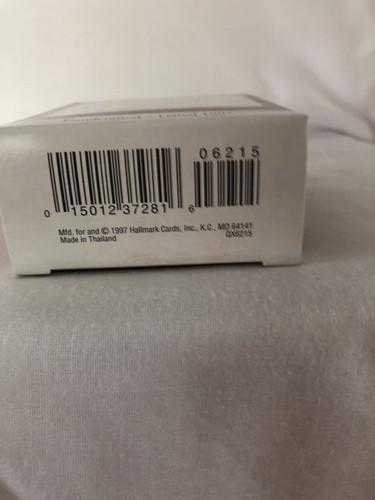 06215
0 15012 37281 6
Mfd. for and © 1997 Hallmark Cards, Inc., K.C., MO 64141
Made in Thailand QX6215